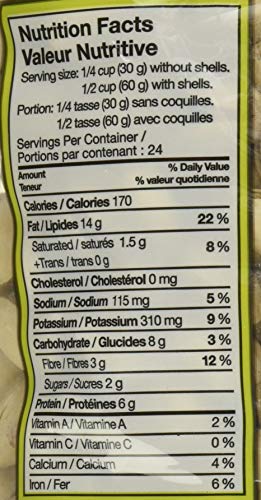 Nutrition Facts
Valeur Nutritive
Serving size: 1/4 cup (30 g) without shells.
1/2 cup (60 g) with shells.
Portion: 1/4 tasse (30 g) sans coquilles.
1/2 tasse (60 g) avec coquilles
Servings Per Container /
Portions par contenant : 24
Amount % Daily Value
Teneur % valeur quotidienne
Calories / Calories 170
Fat / Lipides 14 g 22 %
Saturated / saturés 1.5 g 8 %
+Trans / trans 0 g
Cholesterol / Cholestérol 0 mg
Sodium / Sodium 115 mg 5 %
Potassium / Potassium 310 mg 9 %
Carbohydrate / Glucides 8 g 3 %
Fibre / Fibres 3 g 12 %
Sugars / Sucres 2 g
Protein / Protéines 6 g
Vitamin A / Vitamine A 2 %
Vitamin C / Vitamine C 0 %
Calcium / Calcium 4 %
Iron / Fer 6 %